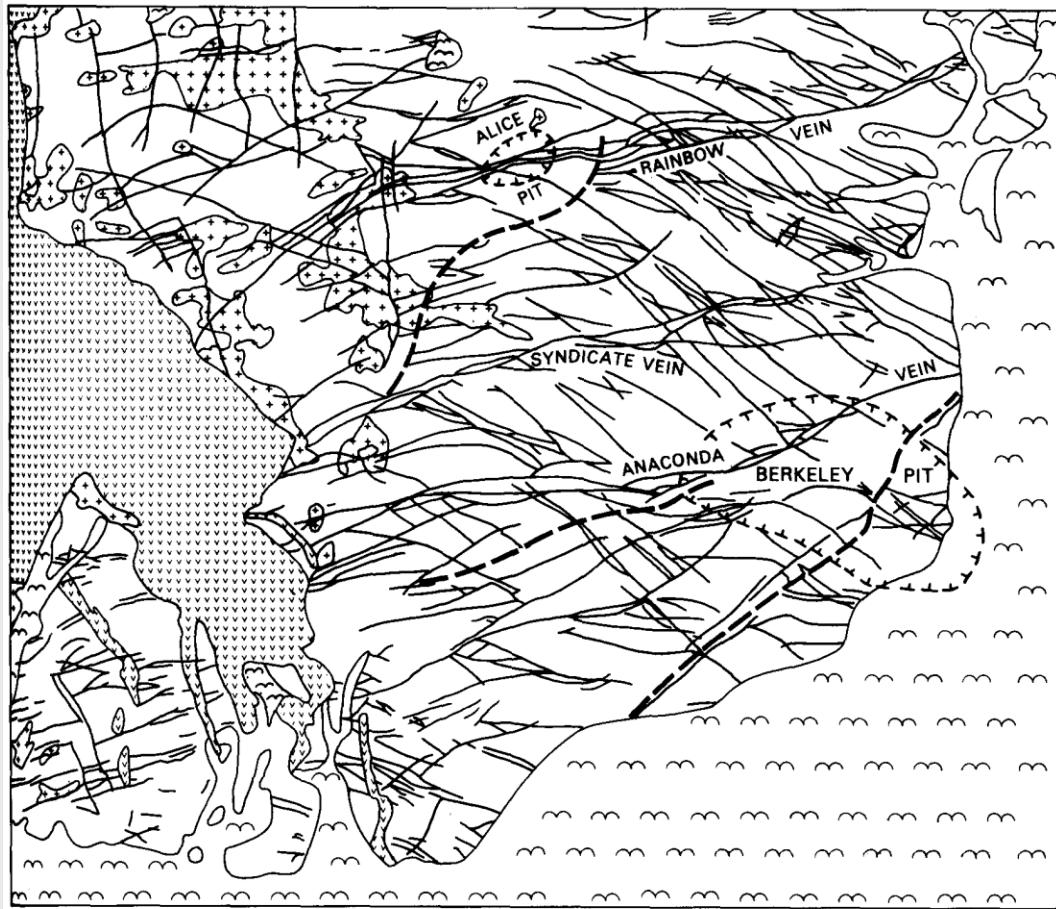 ALICE
PIT
RAINBOW
VEIN
SYNDICATE VEIN
VEIN
ANACONDA
BERKELEY
PIT